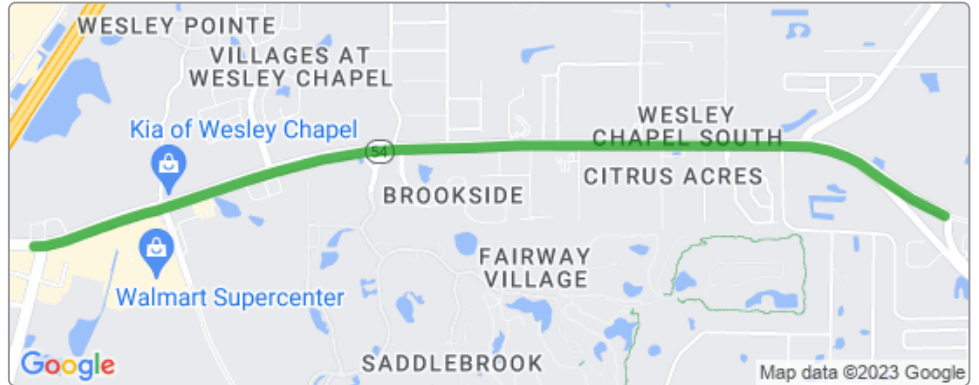 WESLEY POINTE
VILLAGES AT
WESLEY CHAPEL
Kia of Wesley Chapel
WESLEY
CHAPEL SOUTH
54
CITRUS ACRES
BROOKSIDE
FAIRWAY
VILLAGE
Walmart Supercenter
SADDLEBROOK
Google
Map data ©2023 Google